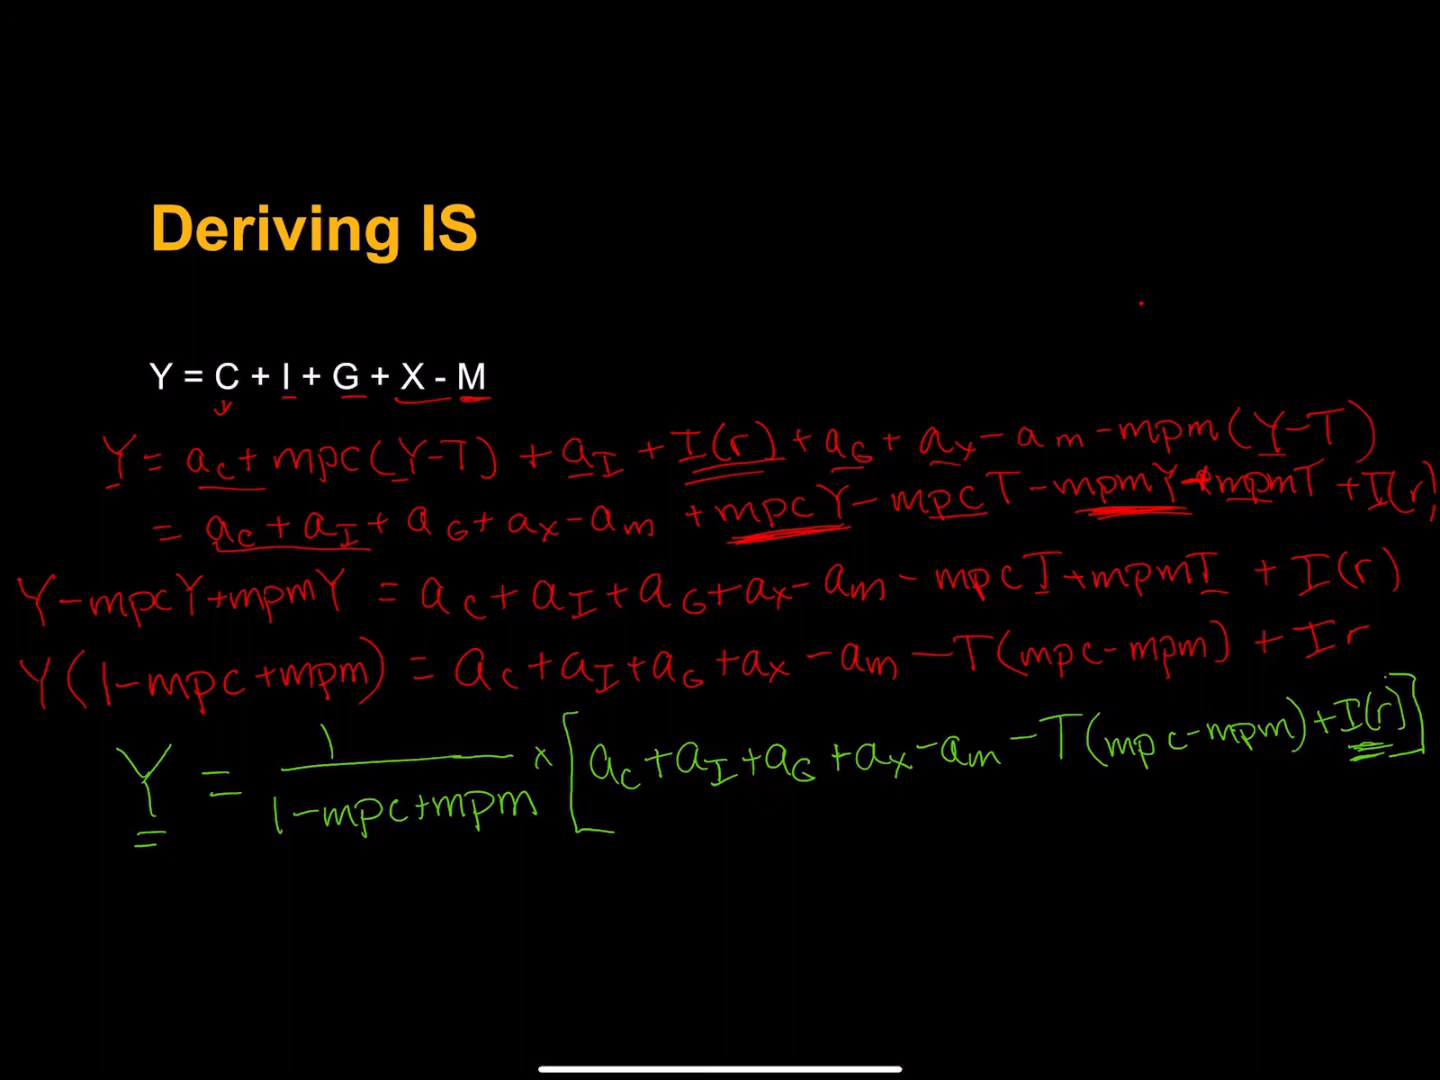 Deriving IS
Y = C + I + G + X - M
Y = ac + mpc(Y-T) + aI + I(r) + aG + ax - am - mpm(Y-T)
= ac + aI + aG + ax - am + mpcY - mpcT - mpmY + mpmT + I(r)
Y - mpcY + mpmY = ac + aI + aG + ax - am - mpcT + mpmT + I(r)
Y(1-mpc+mpm) = ac + aI + aG + ax - am - T(mpc-mpm) + Ir
Y = 1/(1-mpc+mpm) × [ac + aI + aG + ax - am - T(mpc-mpm) + I(r)]